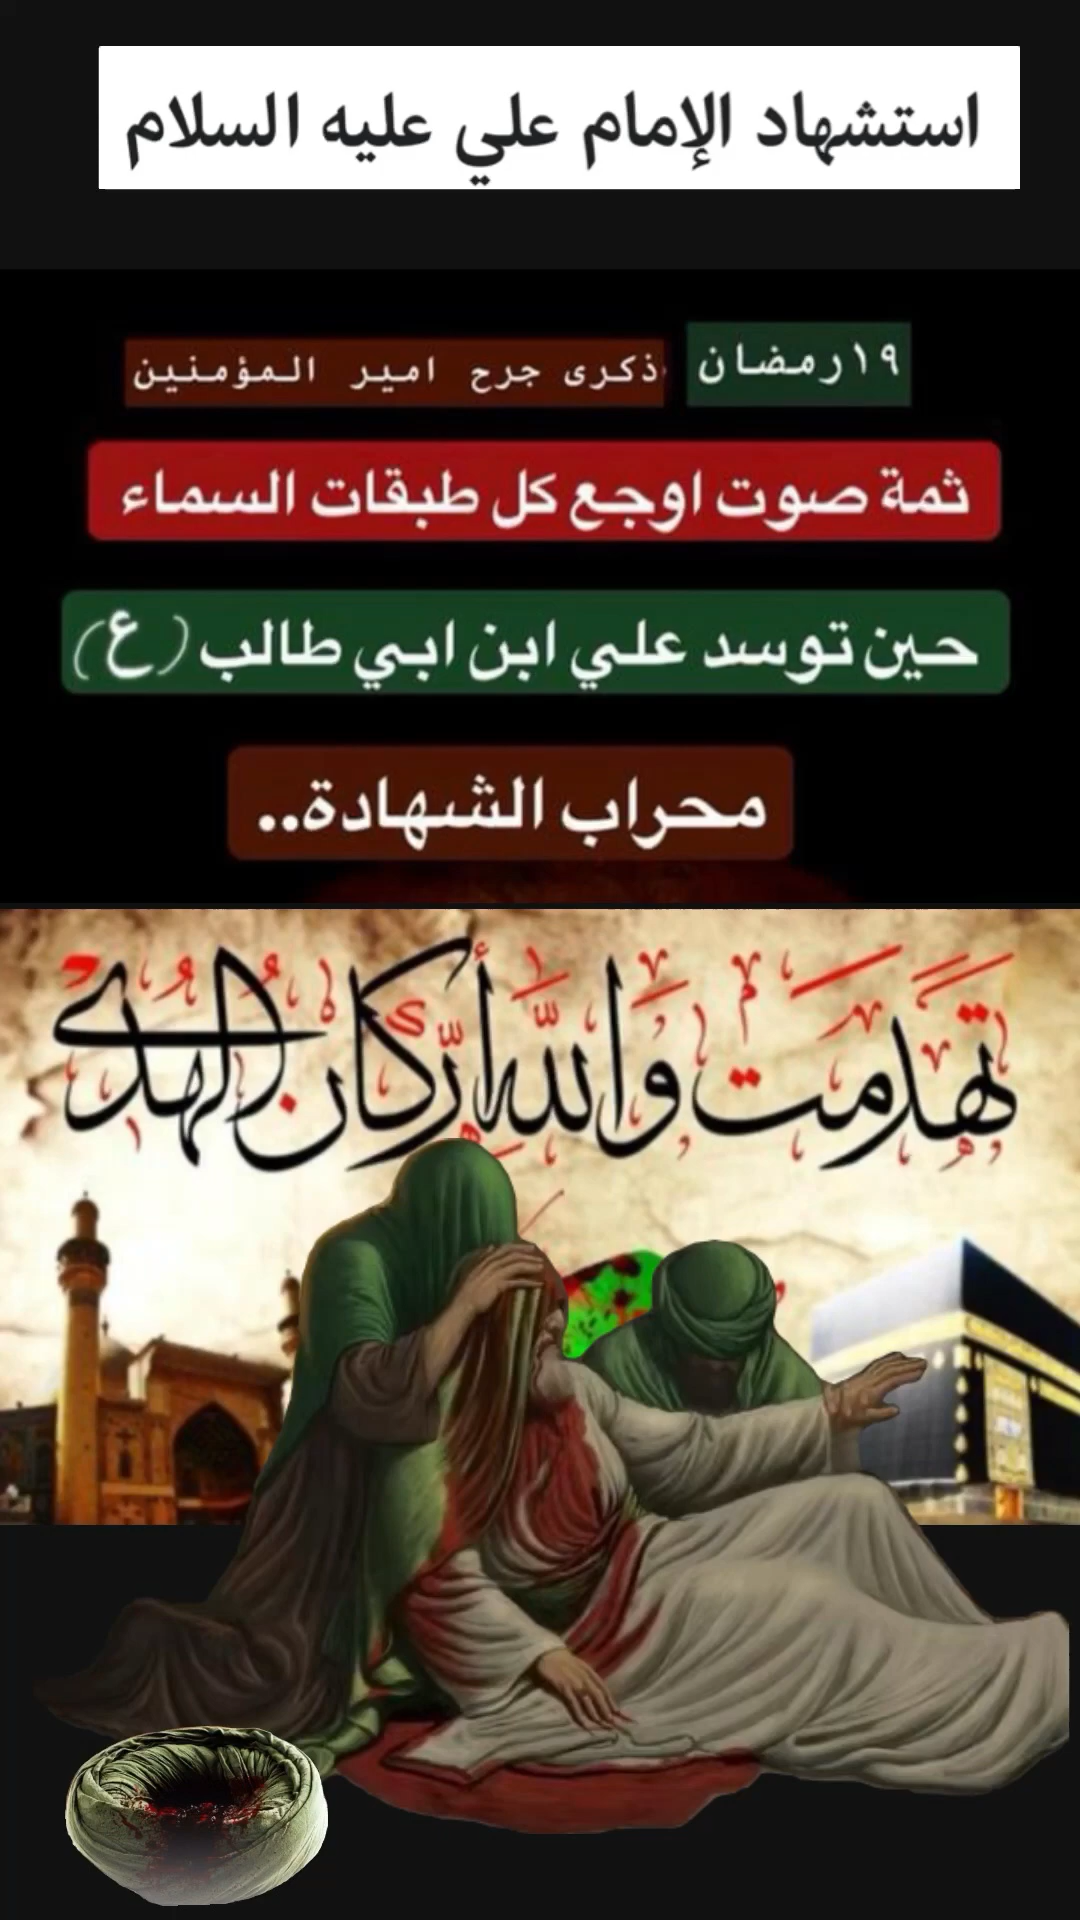 استشهاد الإمام علي عليه السلام
١٩رمضان ذكرى جرح امير المؤمنين
ثمة صوت اوجع كل طبقات السماء
حين توسد علي ابن ابي طالب (ع)
محراب الشهادة..
تهدمت والله أركان الهدى